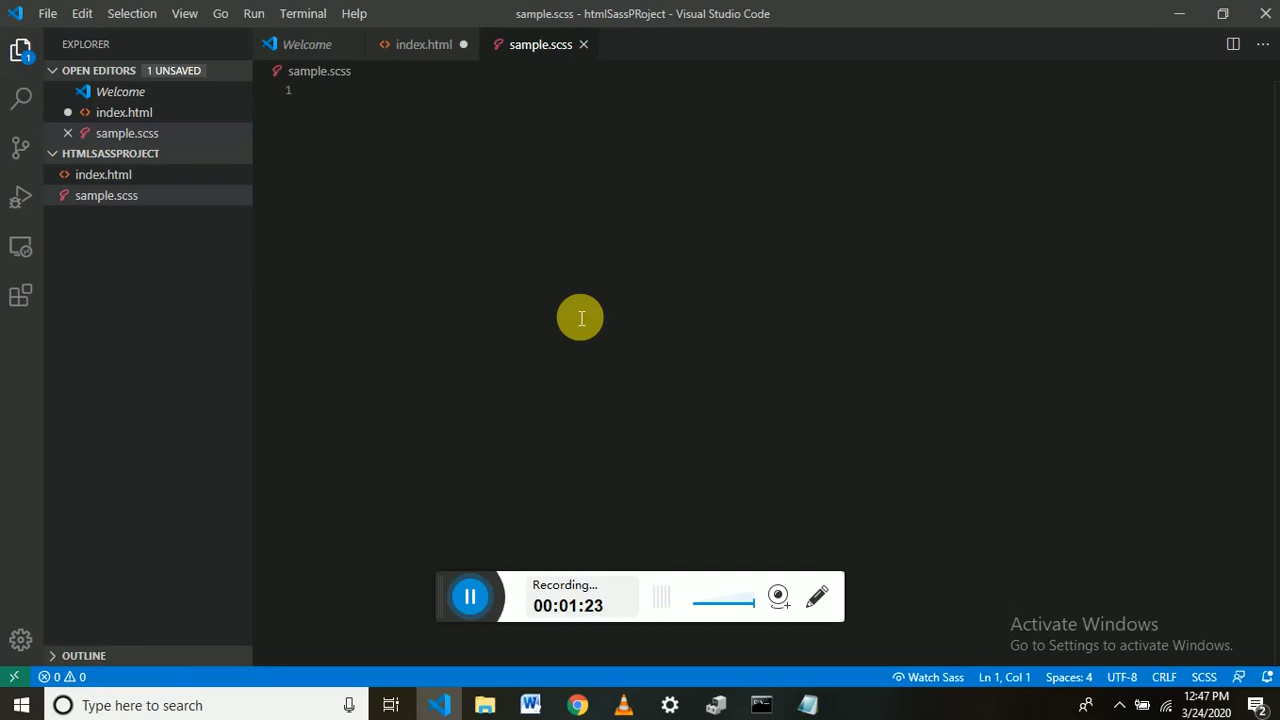 File Edit Selection View Go Run Terminal Help
sample.scss - htmlSassPRoject - Visual Studio Code
EXPLORER
Welcome
index.html
sample.scss
OPEN EDITORS 1 UNSAVED
sample.scss
1
Welcome
index.html
sample.scss
HTMLSASSPROJECT
index.html
sample.scss
1
Recording...
00:01:23
Activate Windows
Go to Settings to activate Windows.
OUTLINE
0 0
Watch Sass
Ln 1, Col 1
Spaces: 4
UTF-8
CRLF
SCSS
Type here to search
12:47 PM
3/24/2020
2